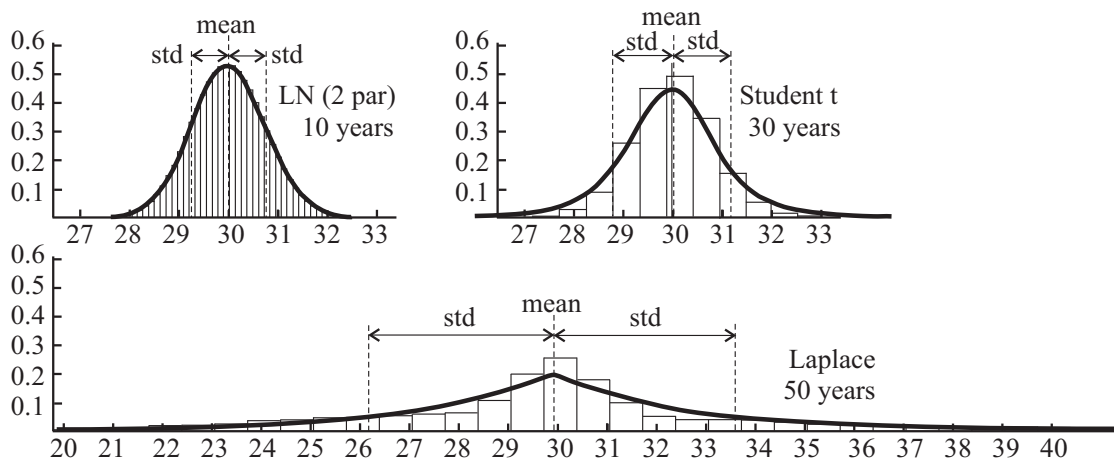 mean
std std
0.6
0.5
0.4
0.3
0.2
0.1
LN (2 par)
10 years
27 28 29 30 31 32 33
mean
std std
0.6
0.5
0.4
0.3
0.2
0.1
Student t
30 years
27 28 29 30 31 32 33
0.6
0.5
0.4
0.3
0.2
0.1
mean
std std
Laplace
50 years
20 21 22 23 24 25 26 27 28 29 30 31 32 33 34 35 36 37 38 39 40